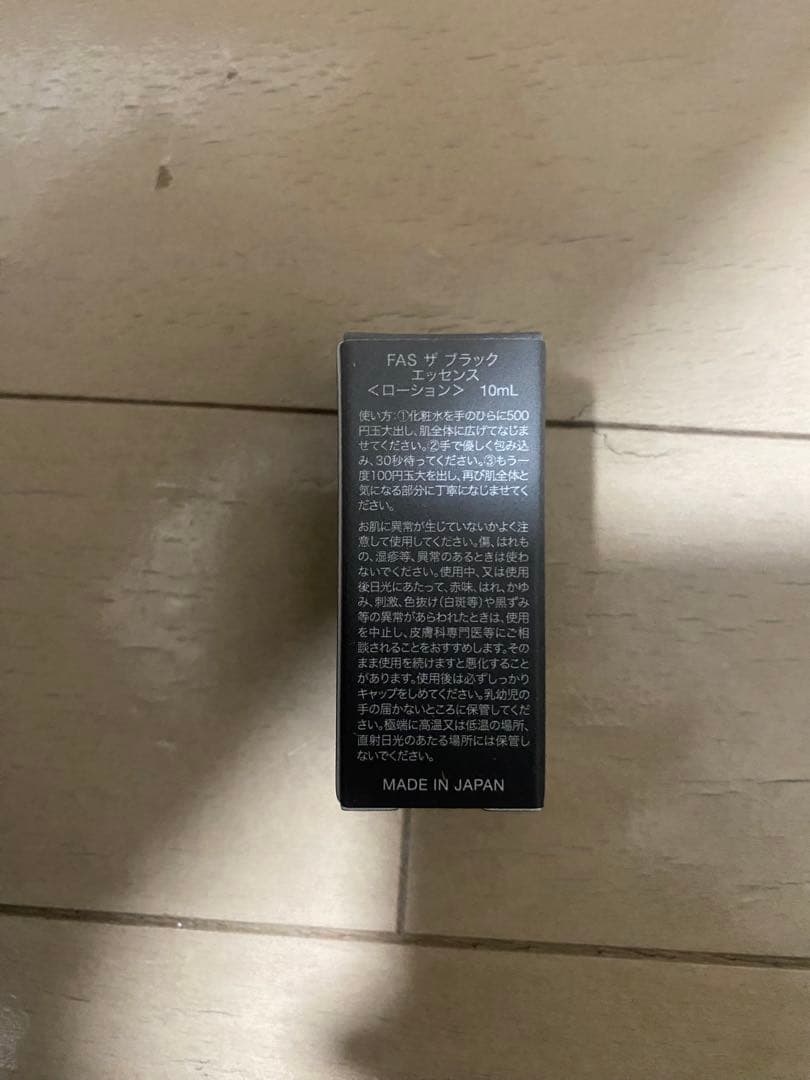 FAS ザ ブラック
エッセンス
＜ローション＞ 10mL
使い方:①化粧水を手のひらに500
円玉大出し、肌全体に広げてなじま
せてください。②手で優しく包み込
み、30秒待ってください。③もう一
度100円玉大を出し、再び肌全体と
気になる部分に丁寧になじませてく
ださい。
お肌に異常が生じていないかよく注
意して使用してください。傷、はれも
の、湿疹等、異常のあるときは使わ
ないでください。使用中、又は使用
後日光にあたって、赤味、はれ、かゆ
み、刺激、色抜け(白斑等)や黒ずみ
等の異常があらわれたときは、使用
を中止し、皮膚科専門医等にご相
談されることをおすすめします。その
まま使用を続けますと悪化すること
があります。使用後は必ずしっかり
キャップをしめてください。乳幼児の
手の届かないところに保管してくだ
さい。極端に高温又は低温の場所、
直射日光のあたる場所には保管し
ないでください。
MADE IN JAPAN